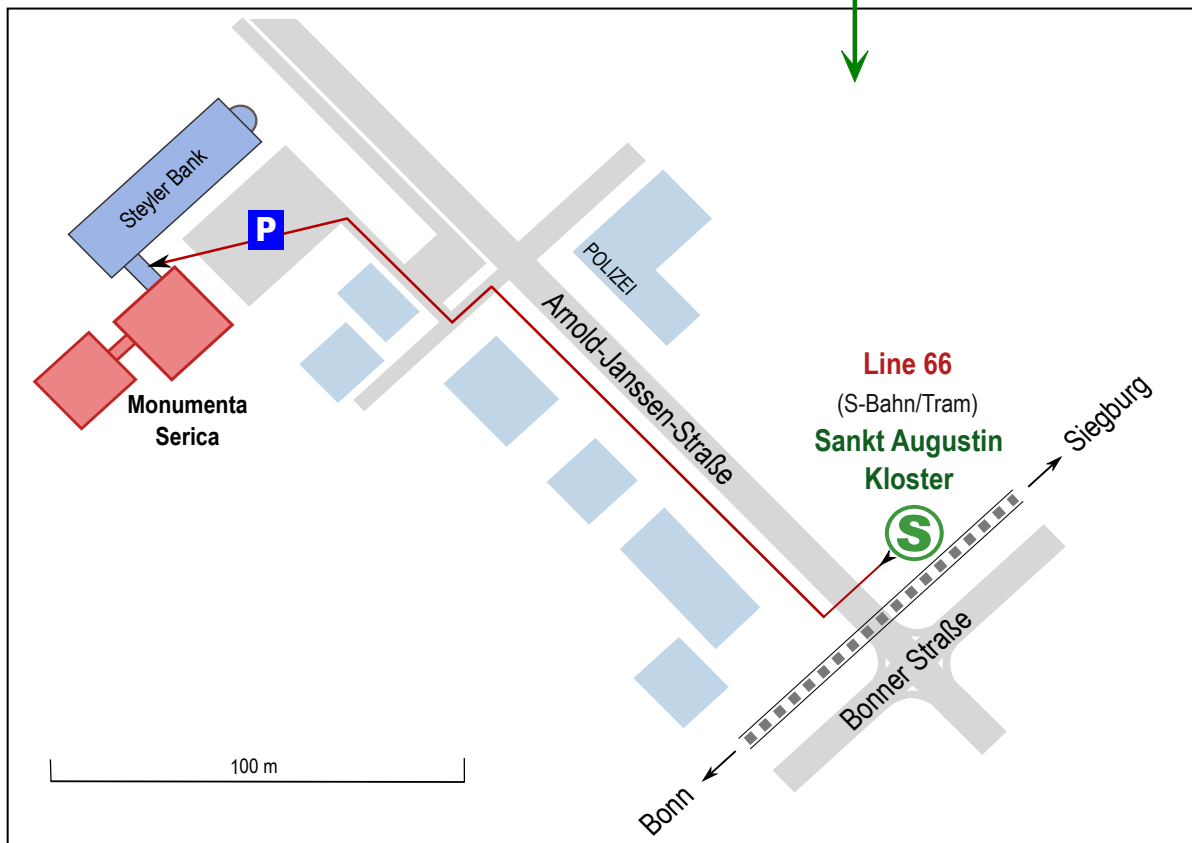 Steyler Bank
P
POLIZEI
Arnold-Janssen-Straße
Monumenta
Serica
Line 66
(S-Bahn/Tram)
Sankt Augustin
Kloster
S
Siegburg
Bonner Straße
Bonn
100 m